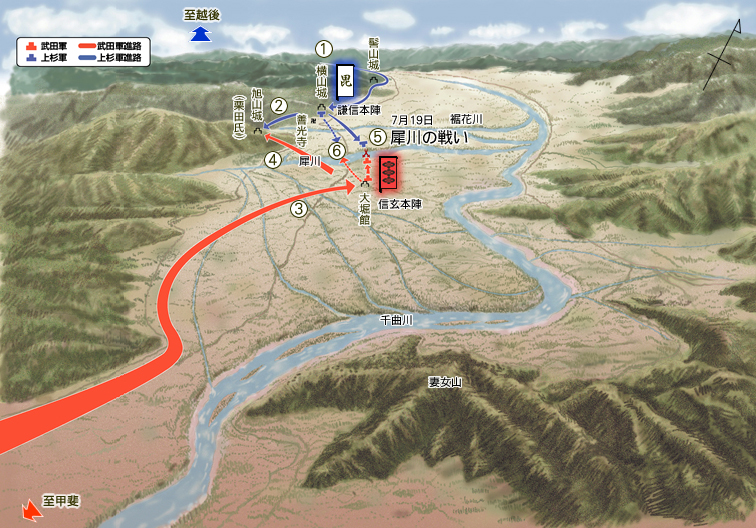 至越後
武田軍 武田軍進路
上杉軍 上杉軍進路
①
髻山城
横山城
毘
謙信本陣
②
旭山城
(栗田氏)
善光寺
卍
7月19日
裾花川
⑤
犀川の戦い
⑥
④
犀川
③
大堀館
信玄本陣
千曲川
妻女山
至甲斐